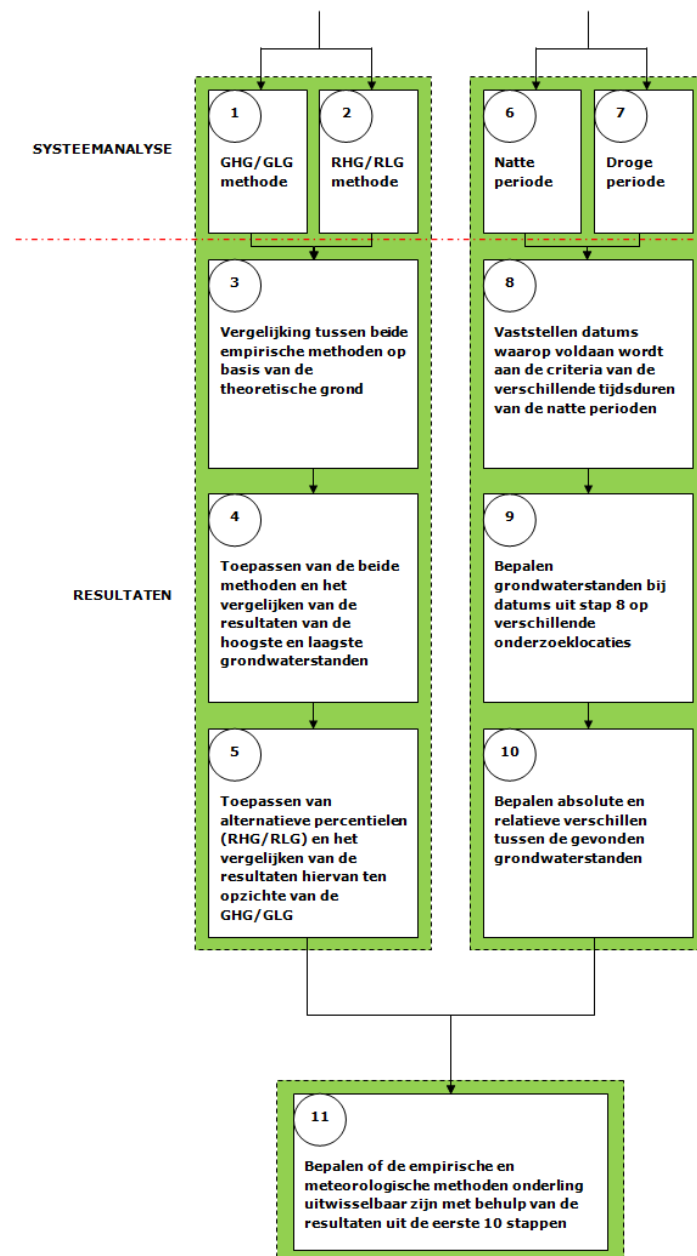 SYSTEEMANALYSE
1
GHG/GLG
methode
2
RHG/RLG
methode
6
Natte
periode
7
Droge
periode
3
Vergelijking tussen beide
empirische methoden op
basis van de
theoretische grond
8
Vaststellen datums
waarop voldaan wordt
aan de criteria van de
verschillende tijdsduren
van de natte perioden
RESULTATEN
4
Toepassen van de beide
methoden en het
vergelijken van de
resultaten van de
hoogste en laagste
grondwaterstanden
9
Bepalen
grondwaterstanden bij
datums uit stap 8 op
verschillende
onderzoeklocaties
5
Toepassen van
alternatieve percentielen
(RHG/RLG) en het
vergelijken van de
resultaten hiervan ten
opzichte van de
GHG/GLG
10
Bepalen absolute en
relatieve verschillen
tussen de gevonden
grondwaterstanden
11
Bepalen of de empirische en
meteorologische methoden onderling
uitwisselbaar zijn met behulp van de
resultaten uit de eerste 10 stappen